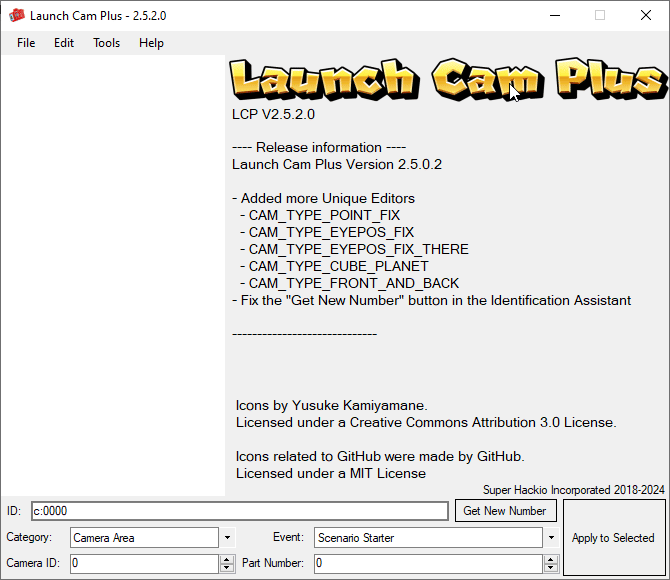 Launch Cam Plus - 2.5.2.0
File Edit Tools Help
Launch Cam Plus
LCP V2.5.2.0
---- Release information ----
Launch Cam Plus Version 2.5.0.2
- Added more Unique Editors
- CAM_TYPE_POINT_FIX
- CAM_TYPE_EYEPOS_FIX
- CAM_TYPE_EYEPOS_FIX_THERE
- CAM_TYPE_CUBE_PLANET
- CAM_TYPE_FRONT_AND_BACK
- Fix the "Get New Number" button in the Identification Assistant
-----------------------------
Icons by Yusuke Kamiyamane.
Licensed under a Creative Commons Attribution 3.0 License.
Icons related to GitHub were made by GitHub.
Licensed under a MIT License
Super Hackio Incorporated 2018-2024
ID: c:0000 Get New Number
Category: Camera Area Event: Scenario Starter Apply to Selected
Camera ID: 0 Part Number: 0